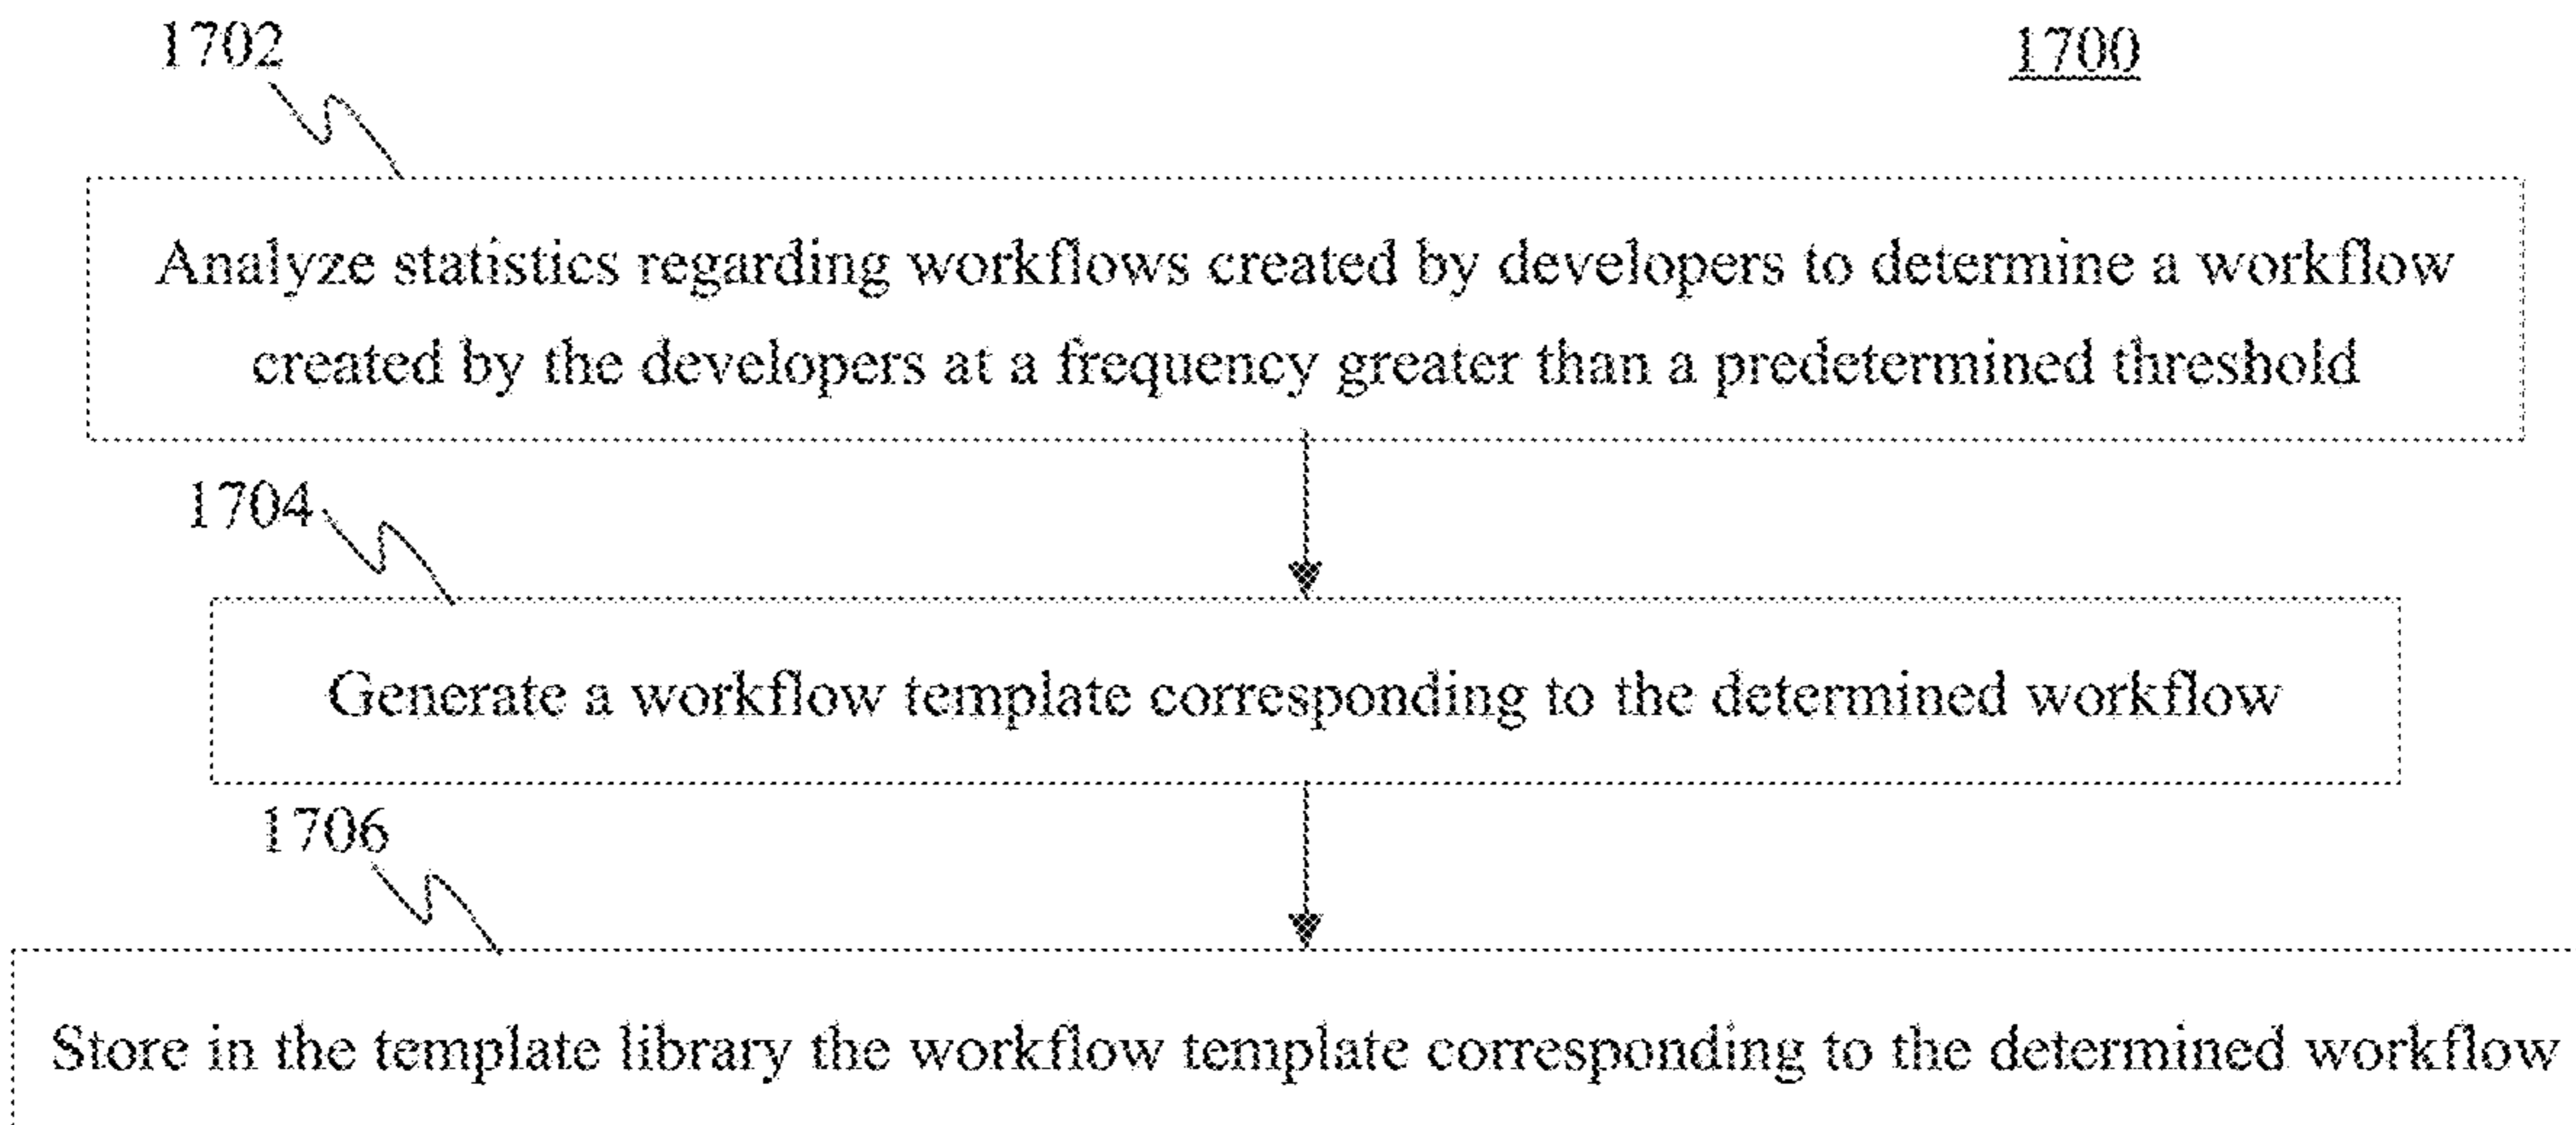 1702
1700
Analyze statistics regarding workflows created by developers to determine a workflow
created by the developers at a frequency greater than a predetermined threshold
1704
Generate a workflow template corresponding to the determined workflow
1706
Store in the template library the workflow template corresponding to the determined workflow